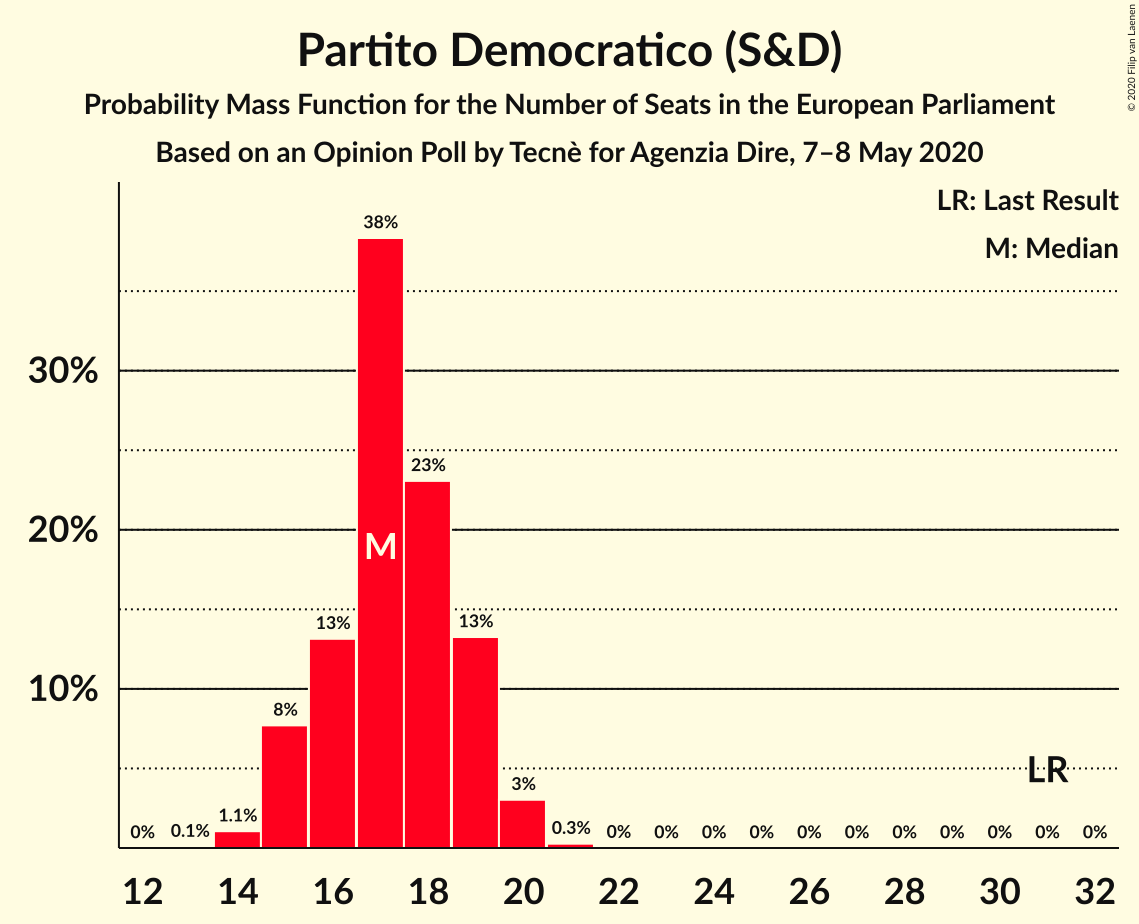 Partito Democratico (S&D)
Probability Mass Function for the Number of Seats in the European Parliament
Based on an Opinion Poll by Tecnè for Agenzia Dire, 7–8 May 2020
© 2020 Filip van Laenen
LR: Last Result
M: Median
38%
30%
23%
20%
M
13%
13%
10%
8%
LR
3%
1.1%
0.3%
0% 0.1% 0% 0% 0% 0% 0% 0% 0% 0% 0% 0% 0%
12 14 16 18 20 22 24 26 28 30 32